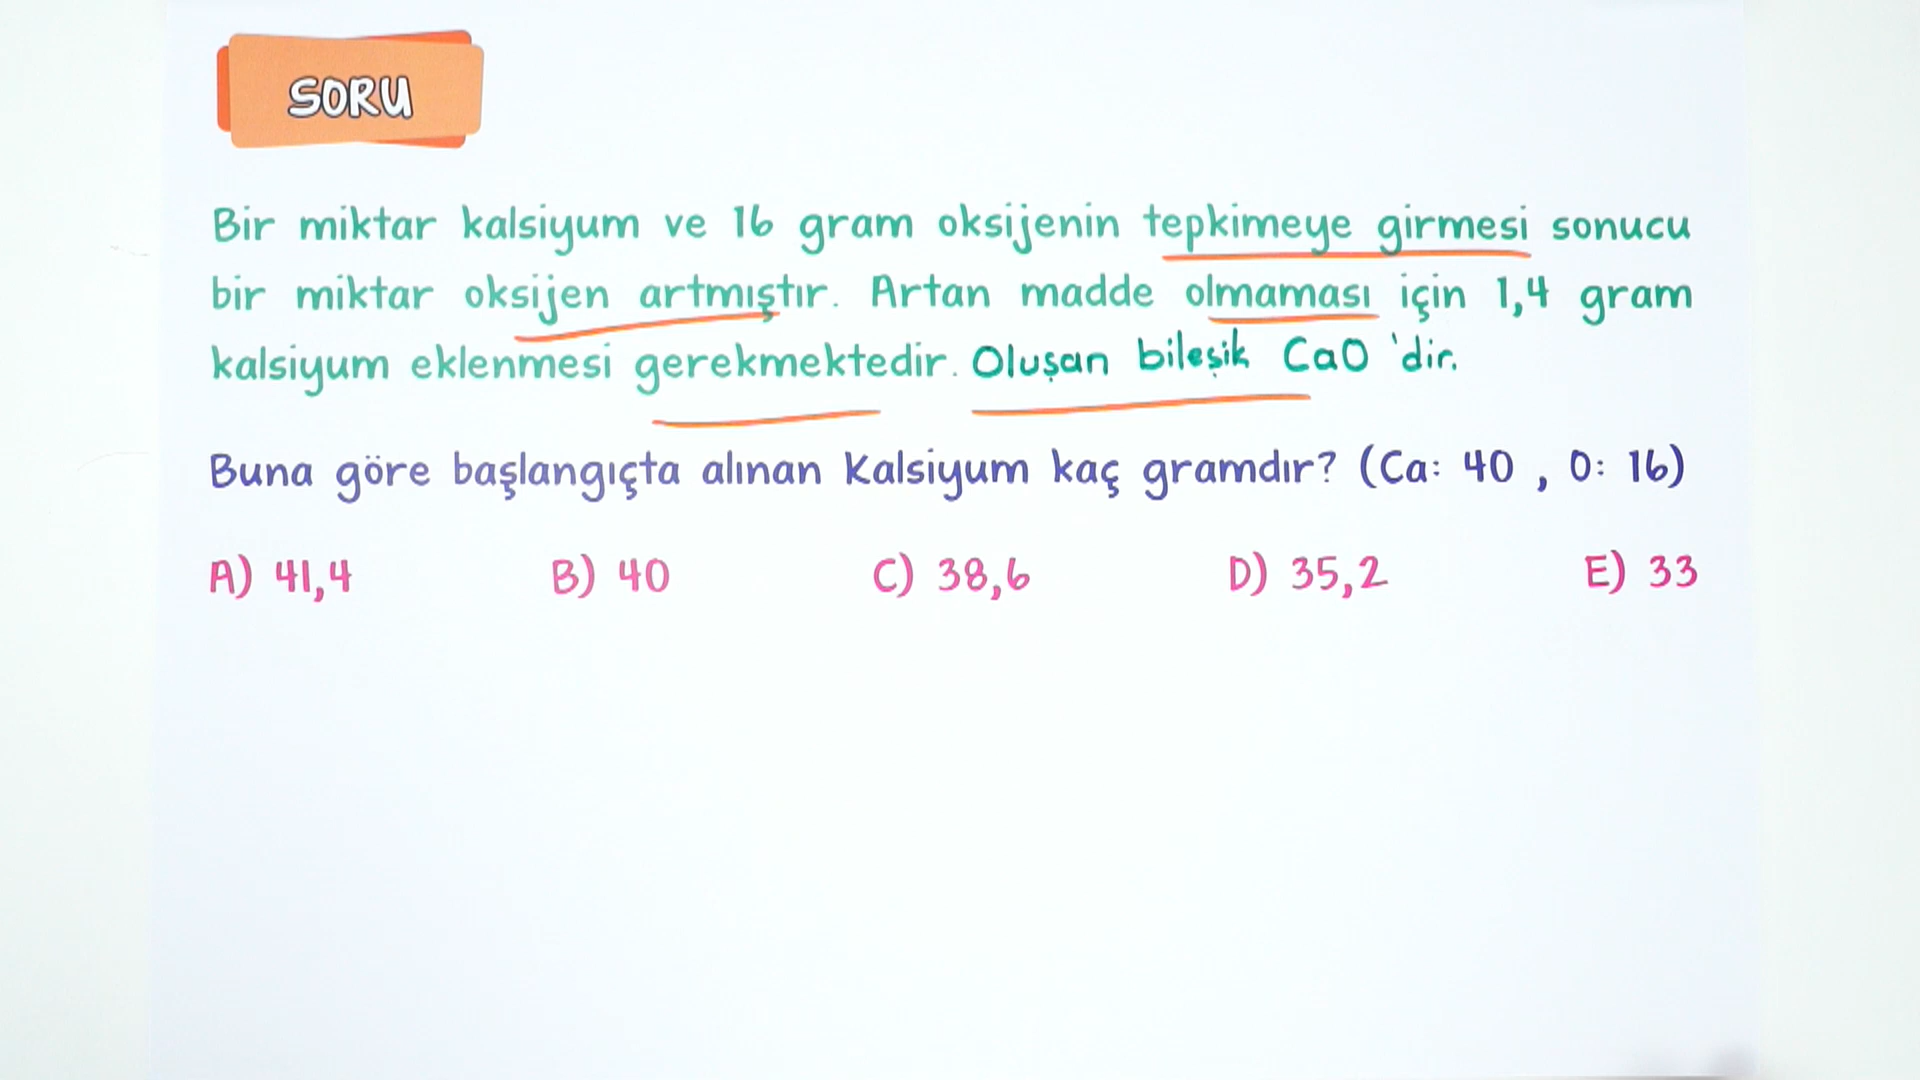 SORU
Bir miktar kalsiyum ve 16 gram oksijenin tepkimeye girmesi sonucu
bir miktar oksijen artmıştır. Artan madde olmaması için 1,4 gram
kalsiyum eklenmesi gerekmektedir. Oluşan bileşik CaO 'dir.
Buna göre başlangıçta alınan Kalsiyum kaç gramdır? (Ca: 40 , O: 16)
A) 41,4 B) 40 C) 38,6 D) 35,2 E) 33